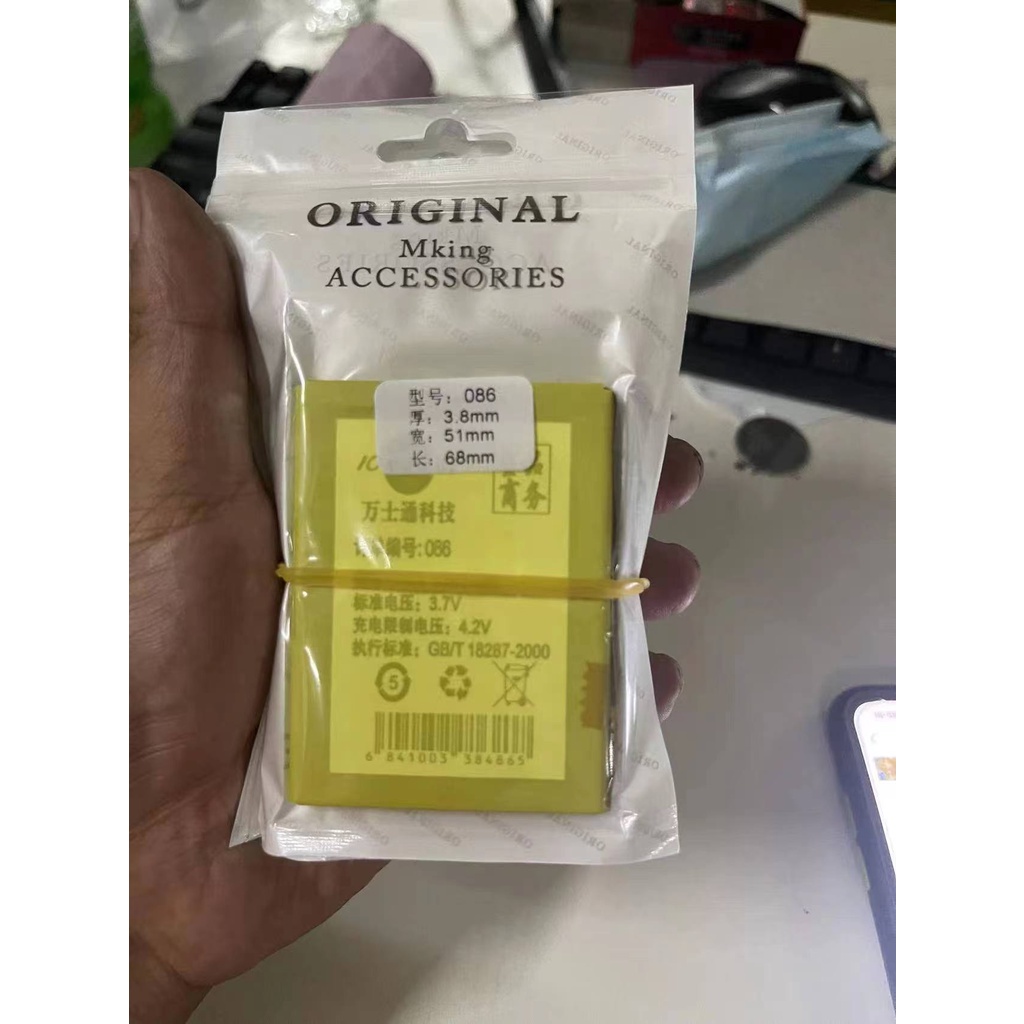 ORIGINAL
Mking
ACCESSORIES
型号：086
厚：3.8mm
宽：51mm
长：68mm
商务
万士通科技
编号:086
标准电压：3.7V
充电限制电压：4.2V
执行标准：GB/T 18287-2000
5
6 841003 384865